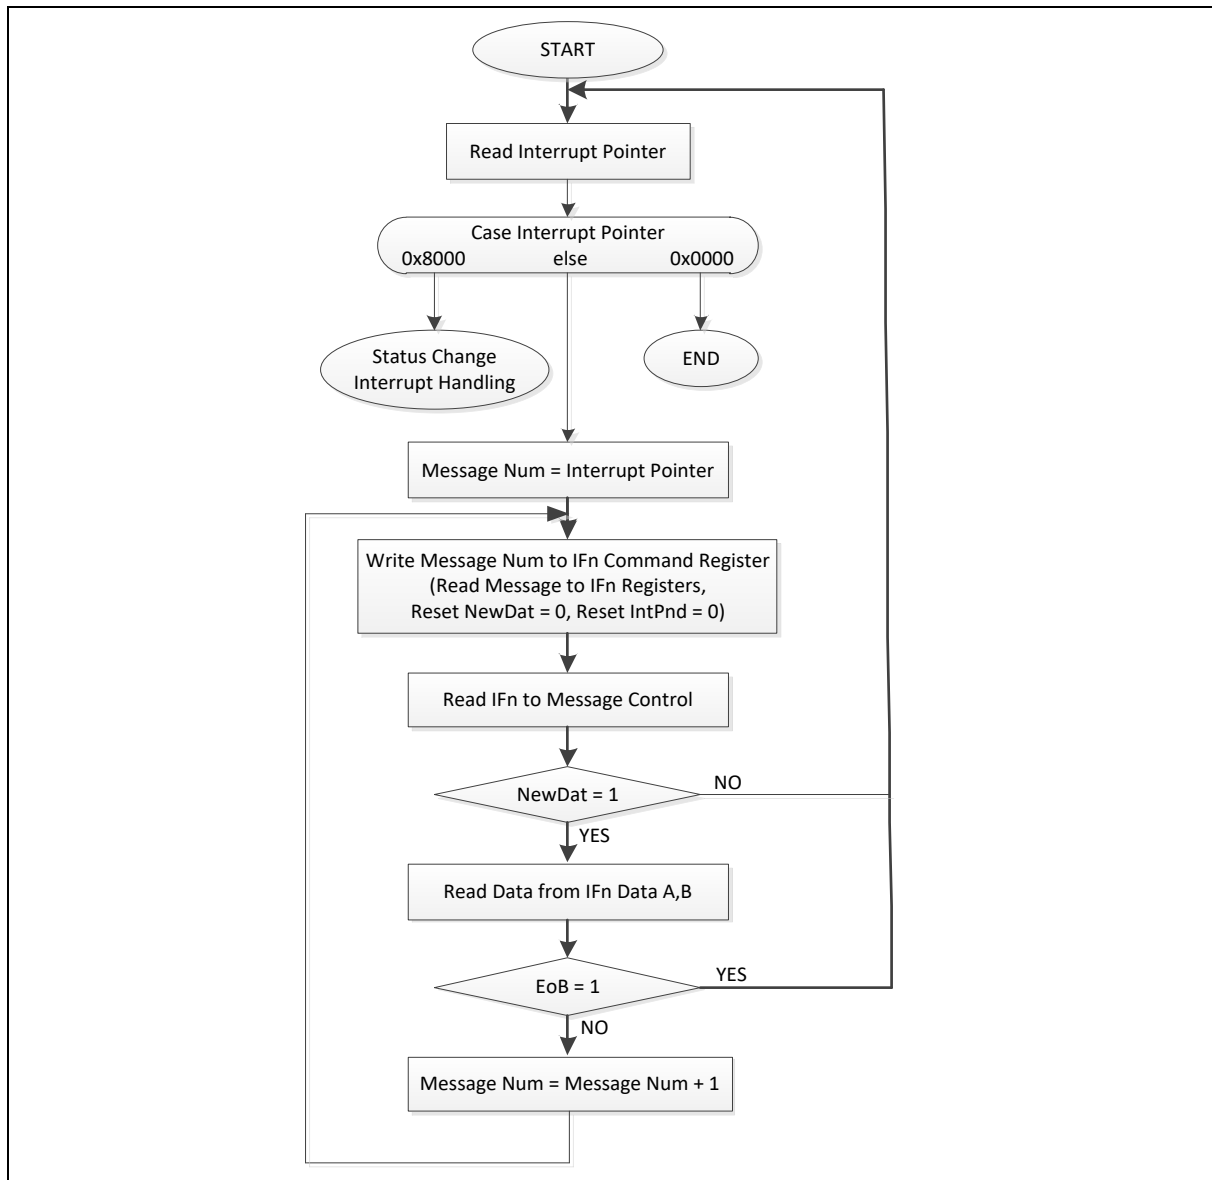 START
Read Interrupt Pointer
Case Interrupt Pointer
0x8000 else 0x0000
Status Change
Interrupt Handling
END
Message Num = Interrupt Pointer
Write Message Num to IFn Command Register
(Read Message to IFn Registers,
Reset NewDat = 0, Reset IntPnd = 0)
Read IFn to Message Control
NewDat = 1
NO
YES
Read Data from IFn Data A,B
EoB = 1
YES
NO
Message Num = Message Num + 1